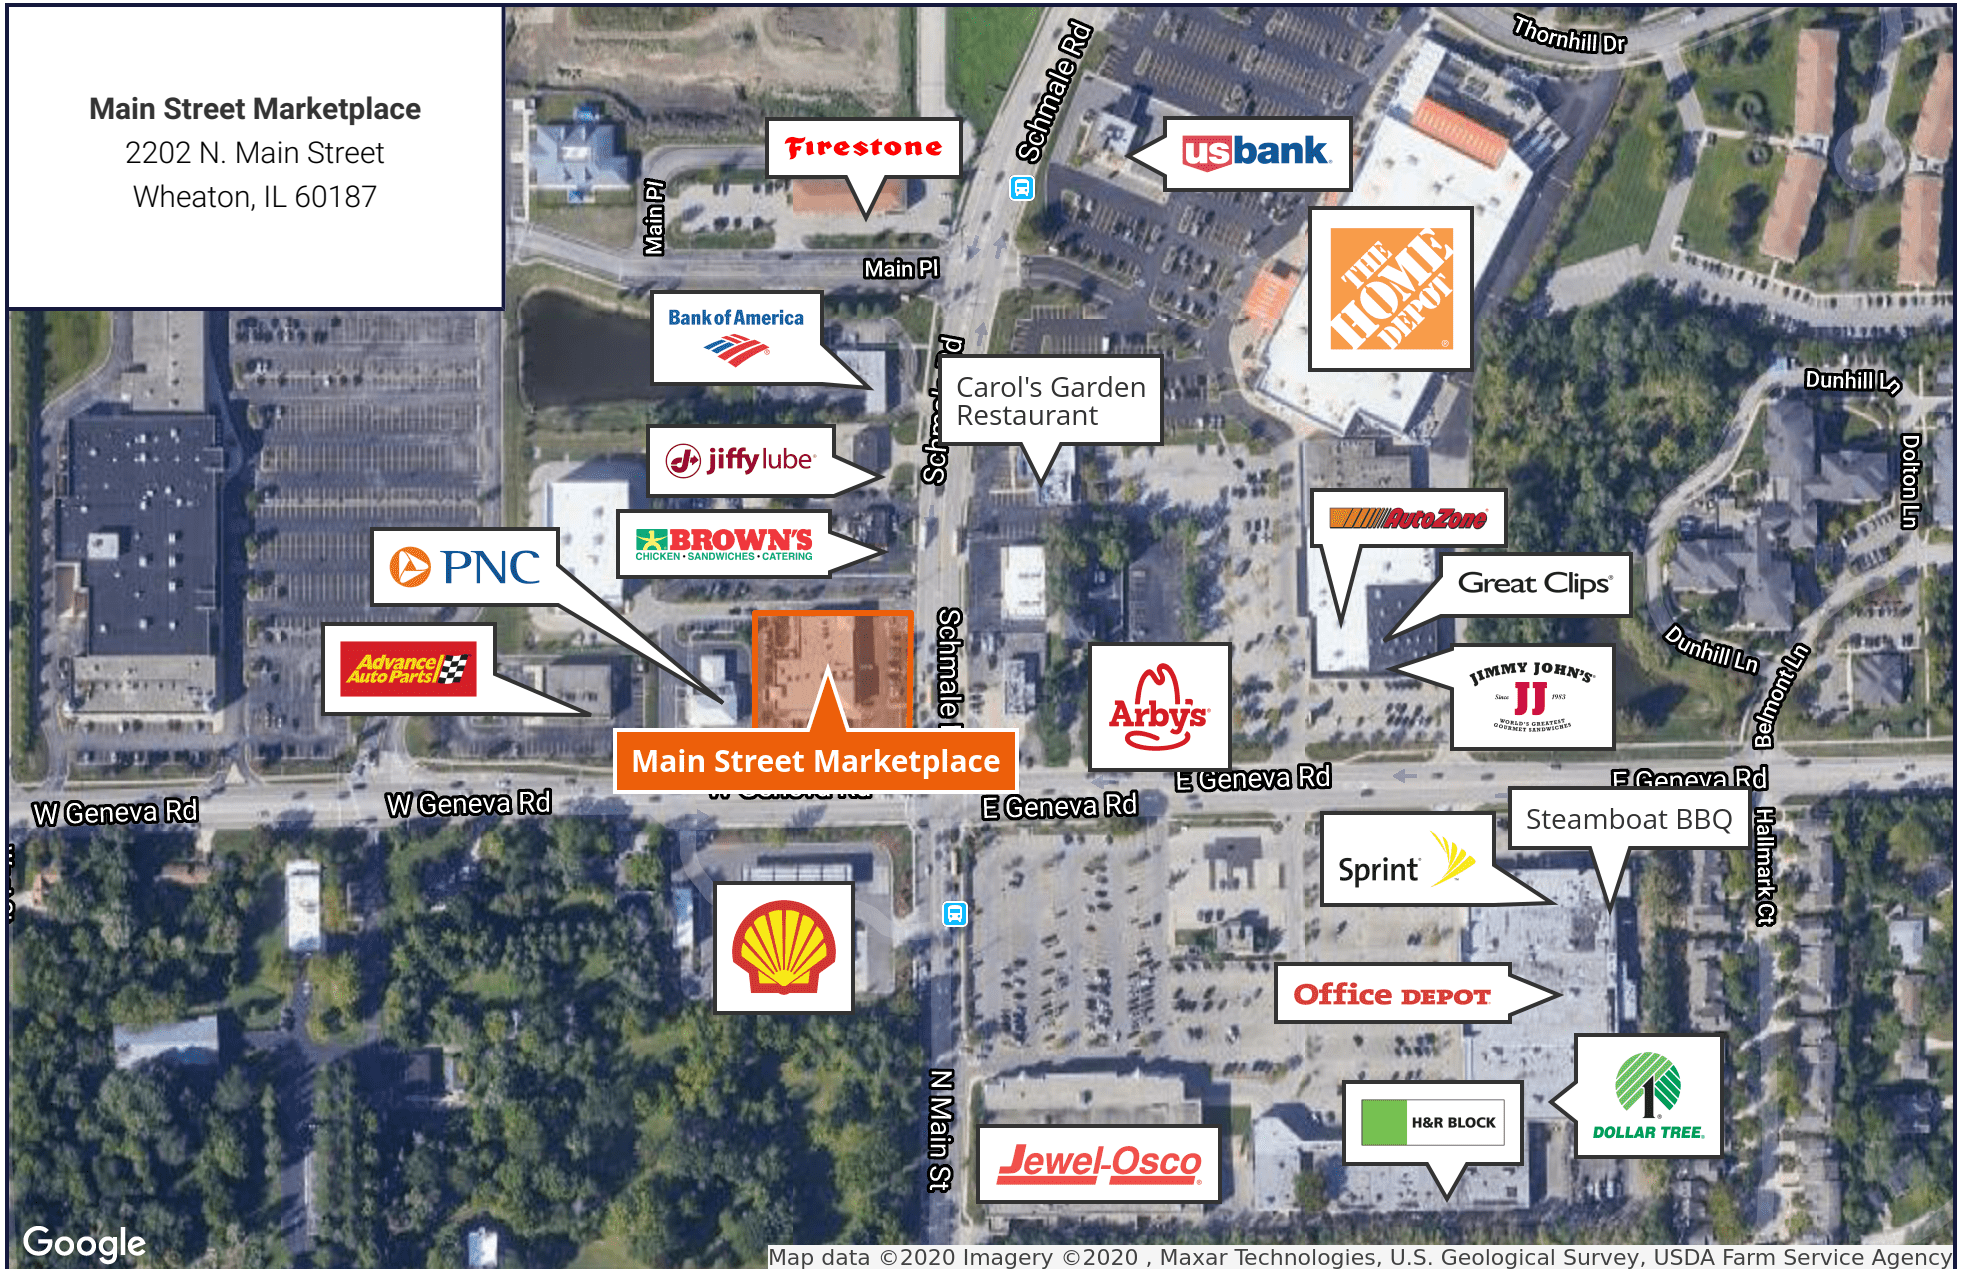 Main Street Marketplace
2202 N. Main Street
Wheaton, IL 60187
Thornhill Dr
Schmale Rd
Firestone
usbank
Main Pl
Main Pl
THE
HOME
DEPOT
Bank of America
Carol's Garden
Restaurant
Dunhill Ln
Dolton Ln
jiffylube
BROWN'S
CHICKEN • SANDWICHES • CATERING
AutoZone
PNC
Great Clips
Advance
Auto Parts
Schmale
Dunhill Ln
Belmont Ln
JIMMY JOHN'S
Since JJ 1983
WORLD'S GREATEST
GOURMET SANDWICHES
Arby's
Main Street Marketplace
W Geneva Rd
W Geneva Rd
W Geneva Rd
E Geneva Rd
E Geneva Rd
E Geneva Rd
Steamboat BBQ
Hallmark Ct
Sprint
Office DEPOT
DOLLAR TREE
H&R BLOCK
N Main St
Jewel-Osco
Google
Map data ©2020 Imagery ©2020 , Maxar Technologies, U.S. Geological Survey, USDA Farm Service Agency